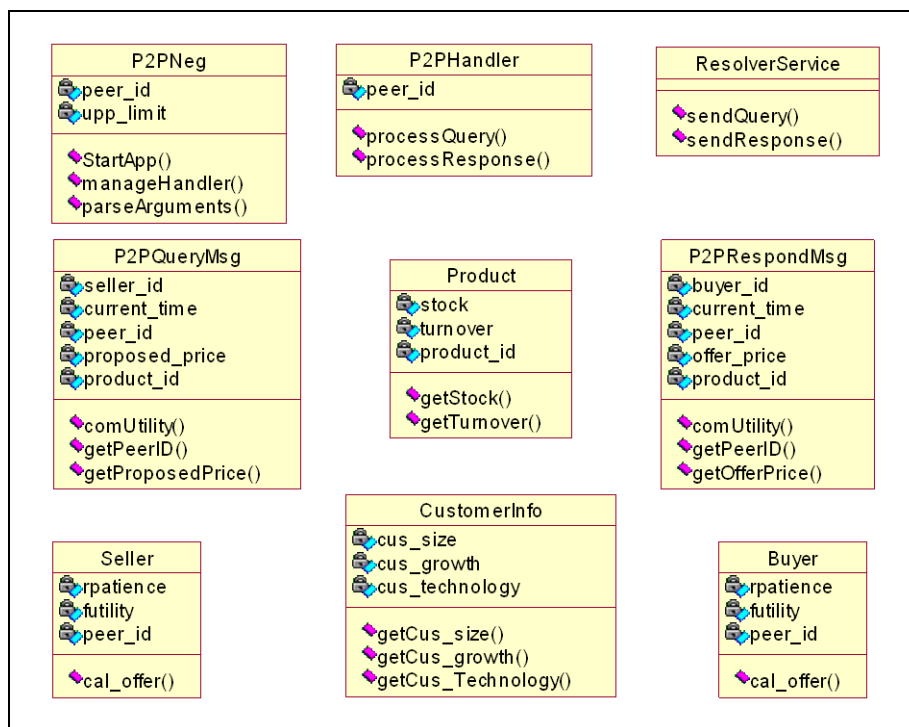 P2PNeg
peer_id
upp_limit
StartApp()
manageHandler()
parseArguments()
P2PHandler
peer_id
processQuery()
processResponse()
ResolverService
sendQuery()
sendResponse()
P2PQueryMsg
seller_id
current_time
peer_id
proposed_price
product_id
comUtility()
getPeerID()
getProposedPrice()
Product
stock
turnover
product_id
getStock()
getTurnover()
P2PRespondMsg
buyer_id
current_time
peer_id
offer_price
product_id
comUtility()
getPeerID()
getOfferPrice()
Seller
rpatience
futility
peer_id
cal_offer()
CustomerInfo
cus_size
cus_growth
cus_technology
getCus_size()
getCus_growth()
getCus_Technology()
Buyer
rpatience
futility
peer_id
cal_offer()